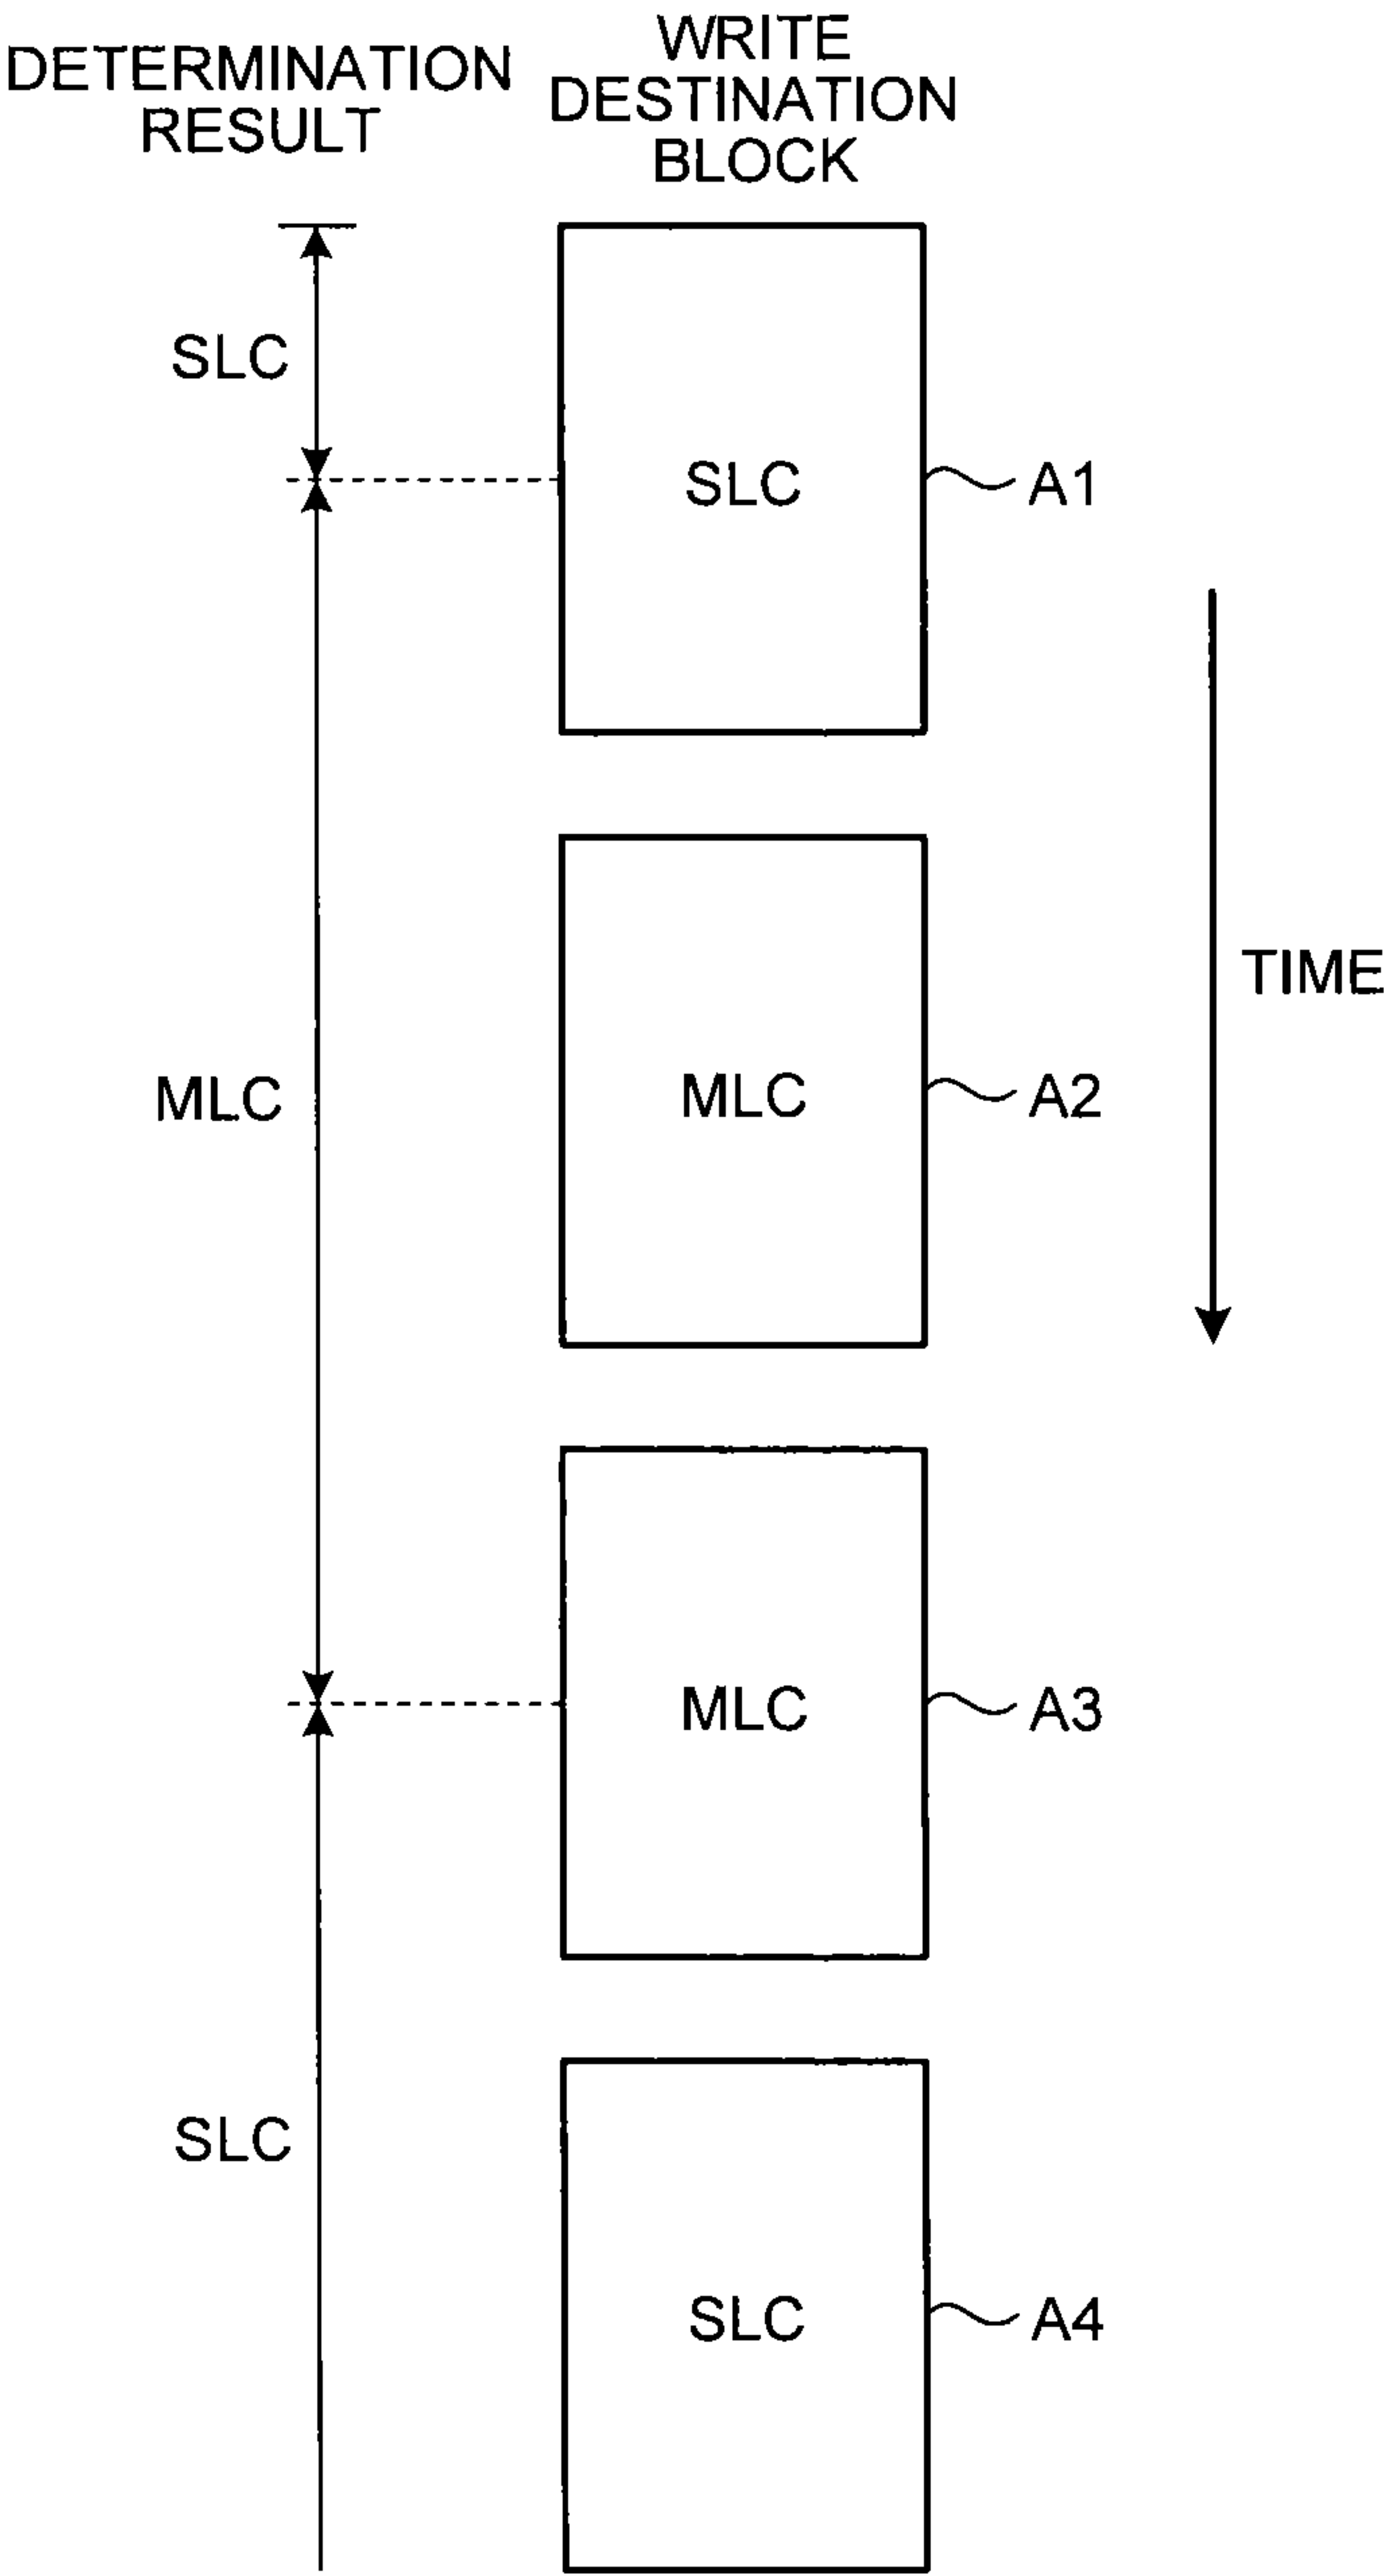 DETERMINATION
RESULT
WRITE
DESTINATION
BLOCK
SLC
SLC
A1
TIME
MLC
MLC
A2
MLC
A3
SLC
SLC
A4